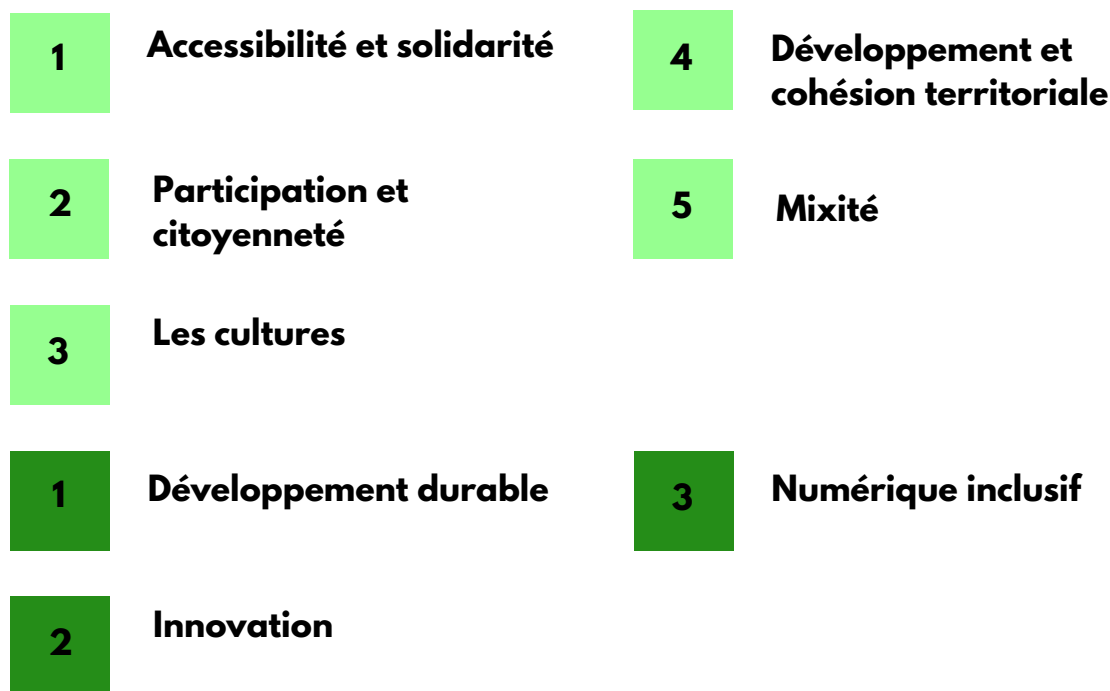 1
Accessibilité et solidarité
2
Participation et
citoyenneté
3
Les cultures
4
Développement et
cohésion territoriale
5
Mixité
1
Développement durable
2
Innovation
3
Numérique inclusif